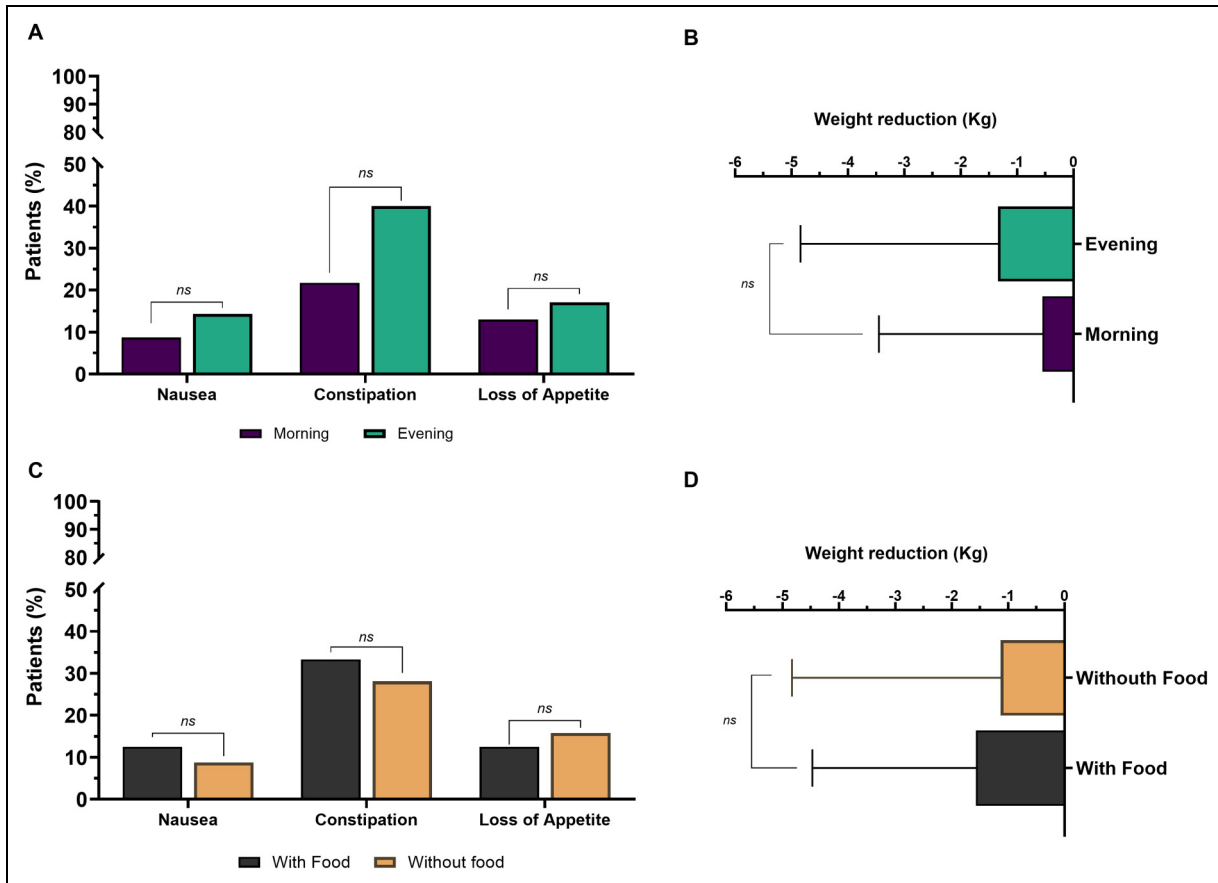 A
B
100
90
80
50
40
30
20
10
0
Patients (%)
ns
ns
ns
Nausea
Constipation
Loss of Appetite
Morning
Evening
Weight reduction (Kg)
-6 -5 -4 -3 -2 -1 0
ns
Evening
Morning
C
D
100
90
80
50
40
30
20
10
0
Patients (%)
ns
ns
ns
Nausea
Constipation
Loss of Appetite
With Food
Without food
Weight reduction (Kg)
-6 -5 -4 -3 -2 -1 0
ns
Withouth Food
With Food